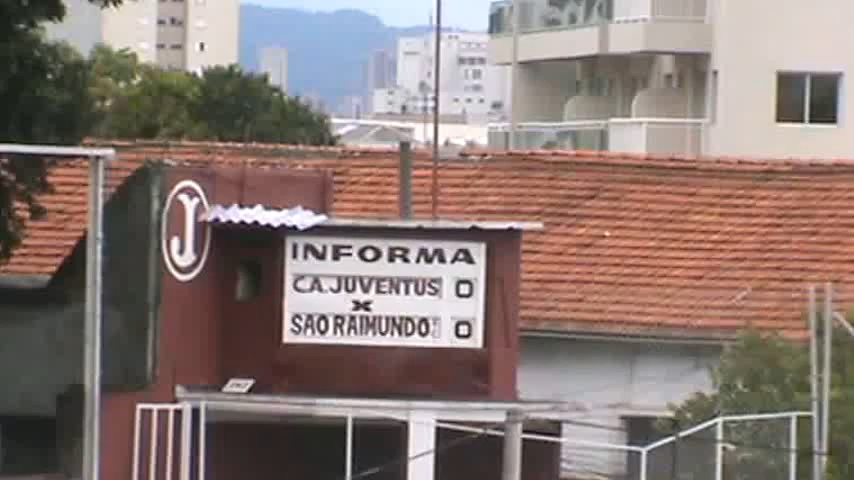 J
INFORMA
C.A. JUVENTUS 0
X
SAO RAIMUNDO 0